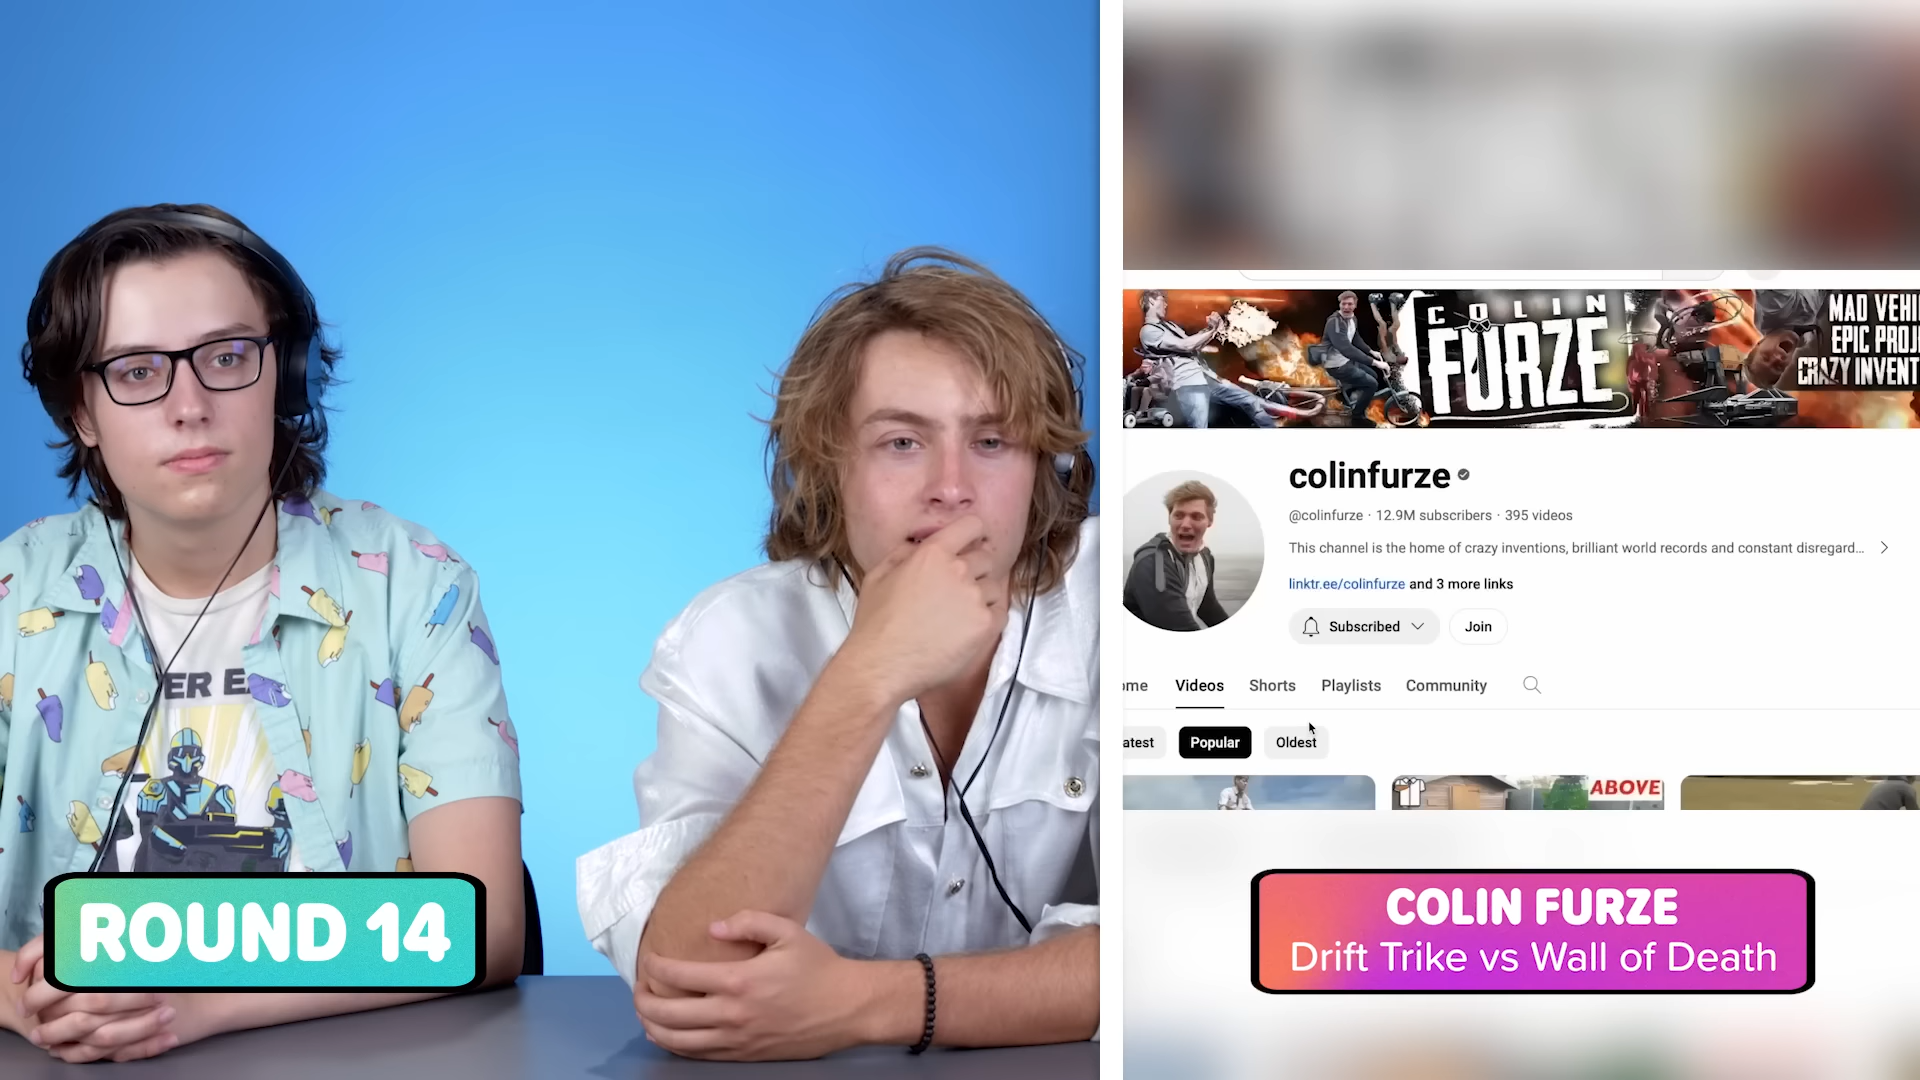 ER E
ROUND 14
COLIN
FURZE
MAD VEHI
EPIC PROJ
CRAZY INVENT
colinfurze
@colinfurze · 12.9M subscribers · 395 videos
This channel is the home of crazy inventions, brilliant world records and constant disregard...
linktr.ee/colinfurze and 3 more links
Subscribed Join
ome Videos Shorts Playlists Community
atest Popular Oldest
ABOVE
COLIN FURZE
Drift Trike vs Wall of Death